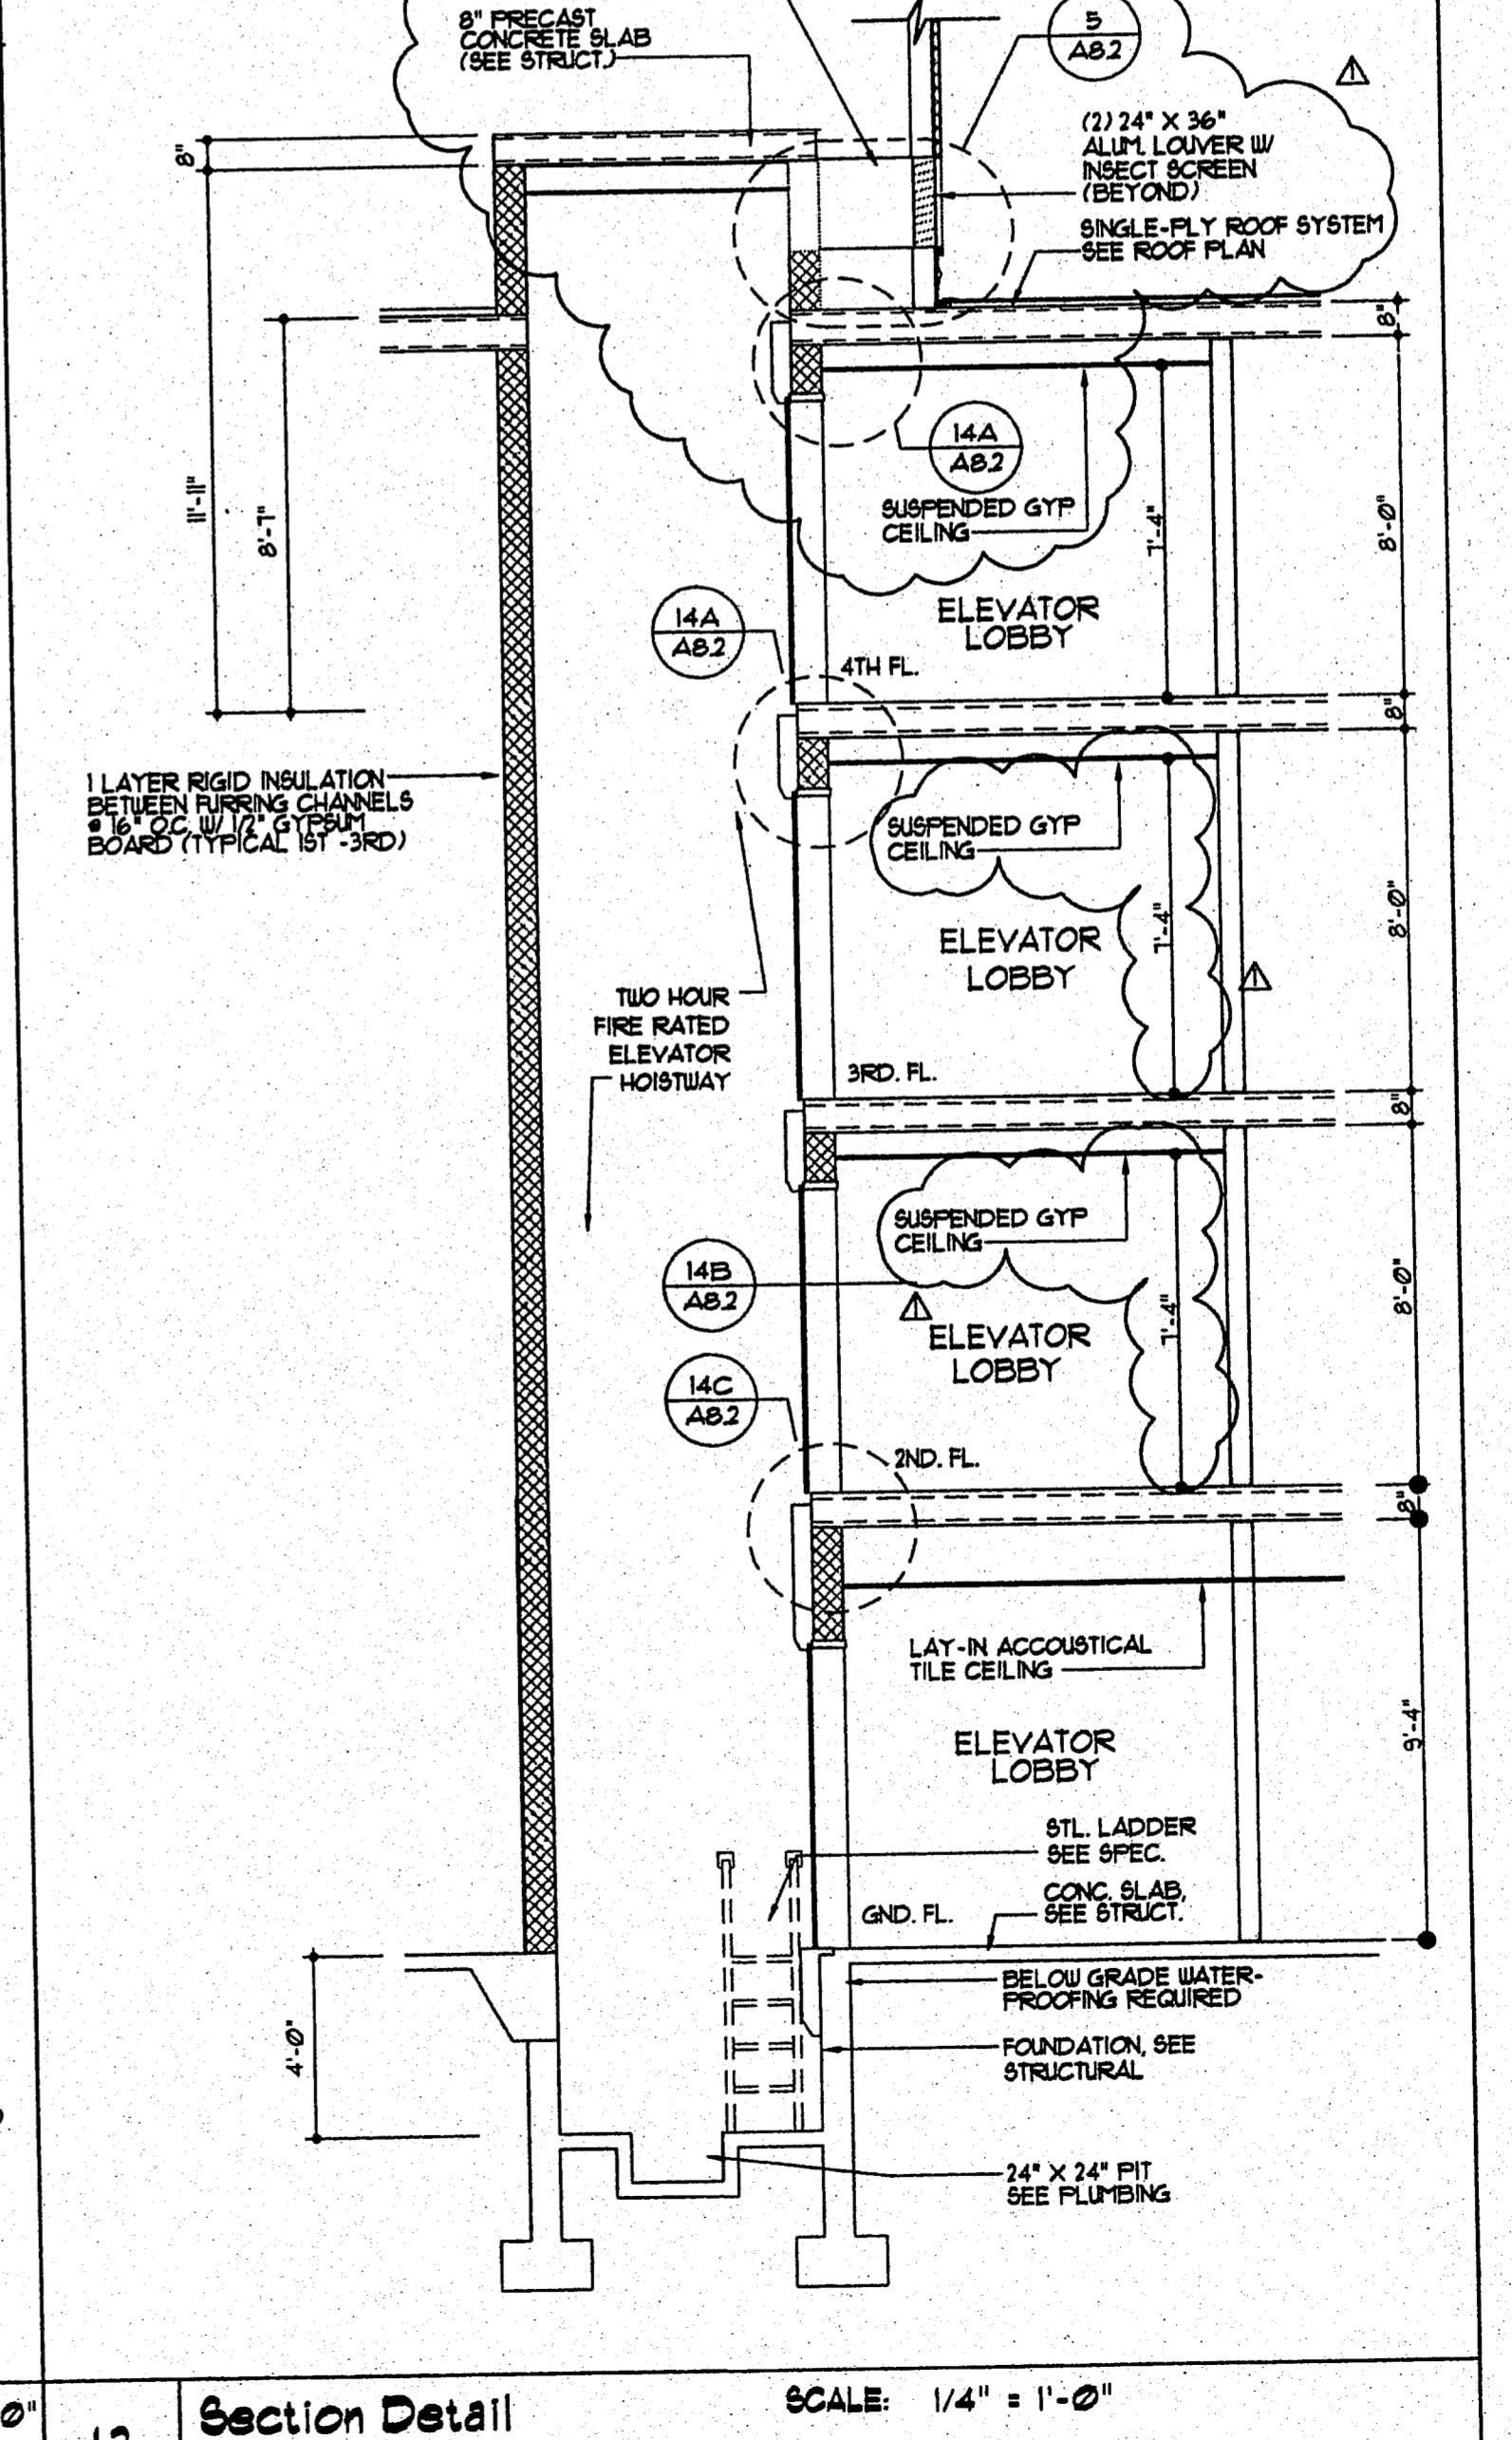 8" PRECAST
CONCRETE SLAB
(SEE STRUCT.)
5
A8.2
(2) 24" X 36"
ALUM. LOUVER W/
INSECT SCREEN
(BEYOND)
SINGLE-PLY ROOF SYSTEM
SEE ROOF PLAN
8"
8"
11'-11"
8'-7"
14A
A8.2
SUSPENDED GYP
CEILING
7'-4"
8'-0"
ELEVATOR
LOBBY
14A
A8.2
4TH FL.
8"
1 LAYER RIGID INSULATION
BETWEEN FURRING CHANNELS
@ 16" O.C. W/ 1/2" GYPSUM
BOARD (TYPICAL 1ST -3RD)
SUSPENDED GYP
CEILING
7'-4"
8'-0"
ELEVATOR
LOBBY
TWO HOUR
FIRE RATED
ELEVATOR
HOISTWAY
3RD. FL.
8"
SUSPENDED GYP
CEILING
14B
A8.2
7'-4"
8'-0"
ELEVATOR
LOBBY
14C
A8.2
2ND. FL.
8"
LAY-IN ACCOUSTICAL
TILE CEILING
9'-4"
ELEVATOR
LOBBY
STL. LADDER
SEE SPEC.
CONC. SLAB,
SEE STRUCT.
GND. FL.
BELOW GRADE WATER-
PROOFING REQUIRED
4'-0"
FOUNDATION, SEE
STRUCTURAL
24" X 24" PIT
SEE PLUMBING
0"
Section Detail
SCALE: 1/4" = 1'-0"